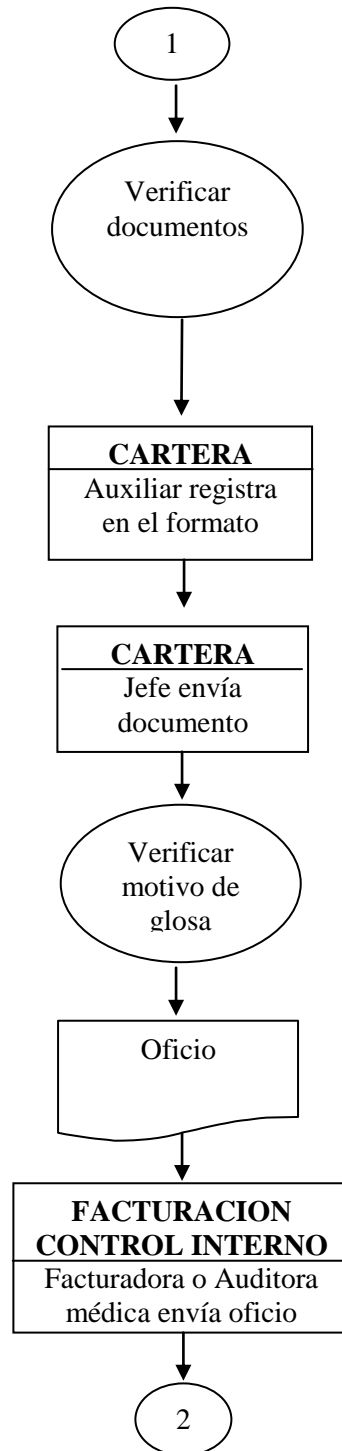 1
Verificar
documentos
CARTERA
Auxiliar registra
en el formato
CARTERA
Jefe envía
documento
Verificar
motivo de
glosa
Oficio
FACTURACION
CONTROL INTERNO
Facturadora o Auditora
médica envía oficio
2